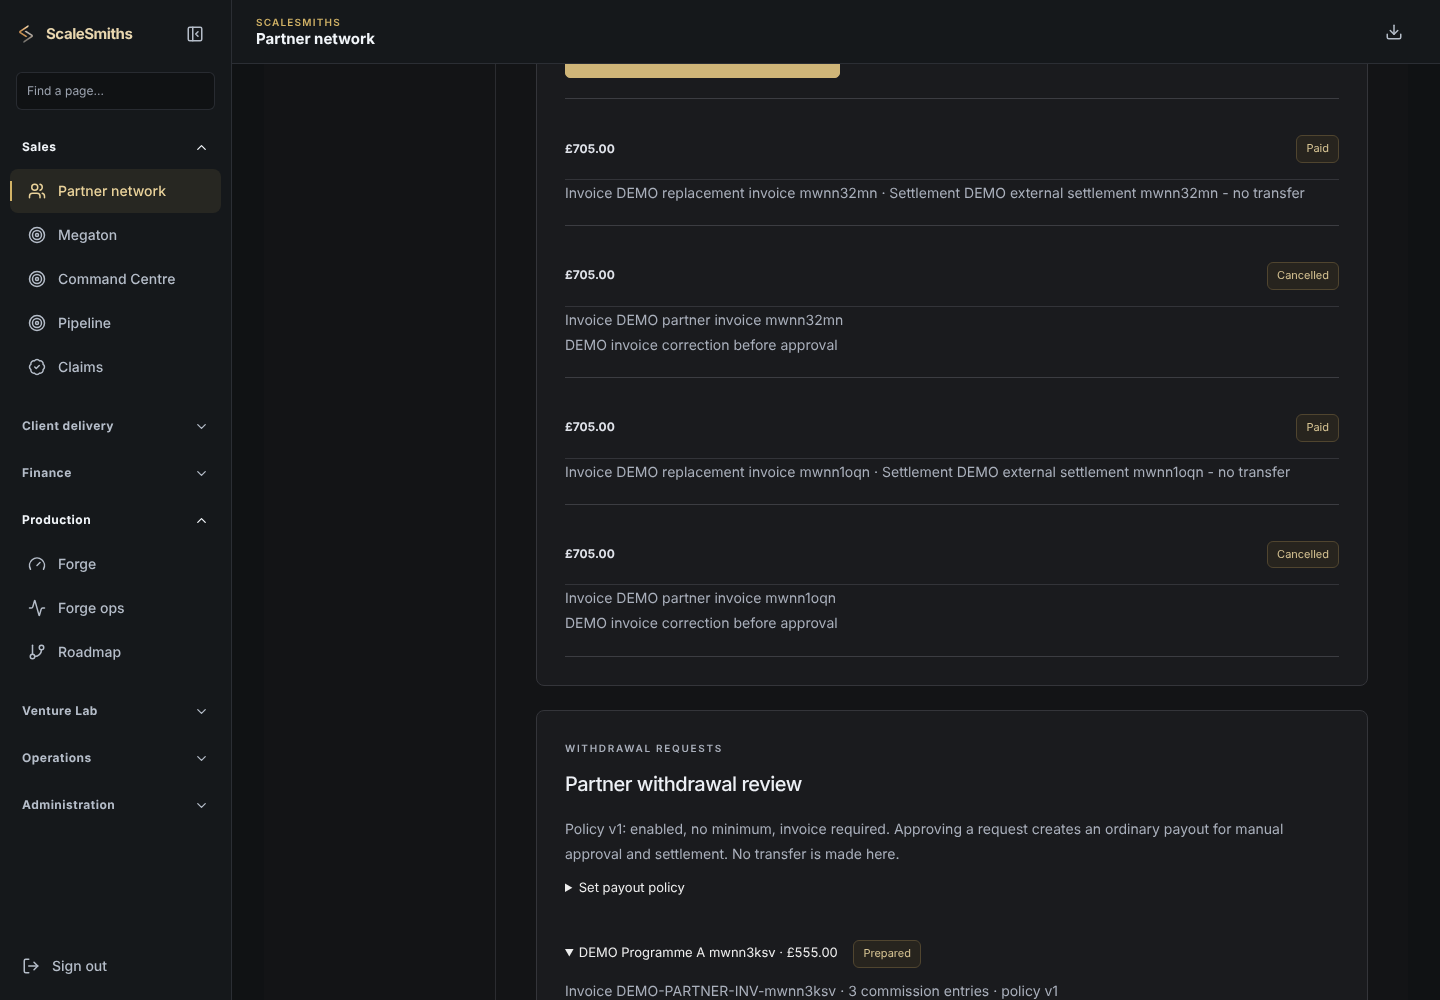 ScaleSmiths
SCALESMITHS
Partner network
Find a page...
Sales
Partner network
Megaton
Command Centre
Pipeline
Claims
Client delivery
Finance
Production
Forge
Forge ops
Roadmap
Venture Lab
Operations
Administration
Sign out
£705.00
Paid
Invoice DEMO replacement invoice mwnn32mn · Settlement DEMO external settlement mwnn32mn - no transfer
£705.00
Cancelled
Invoice DEMO partner invoice mwnn32mn
DEMO invoice correction before approval
£705.00
Paid
Invoice DEMO replacement invoice mwnn1oqn · Settlement DEMO external settlement mwnn1oqn - no transfer
£705.00
Cancelled
Invoice DEMO partner invoice mwnn1oqn
DEMO invoice correction before approval
WITHDRAWAL REQUESTS
Partner withdrawal review
Policy v1: enabled, no minimum, invoice required. Approving a request creates an ordinary payout for manual
approval and settlement. No transfer is made here.
Set payout policy
DEMO Programme A mwnn3ksv · £555.00
Prepared
Invoice DEMO-PARTNER-INV-mwnn3ksv · 3 commission entries · policy v1